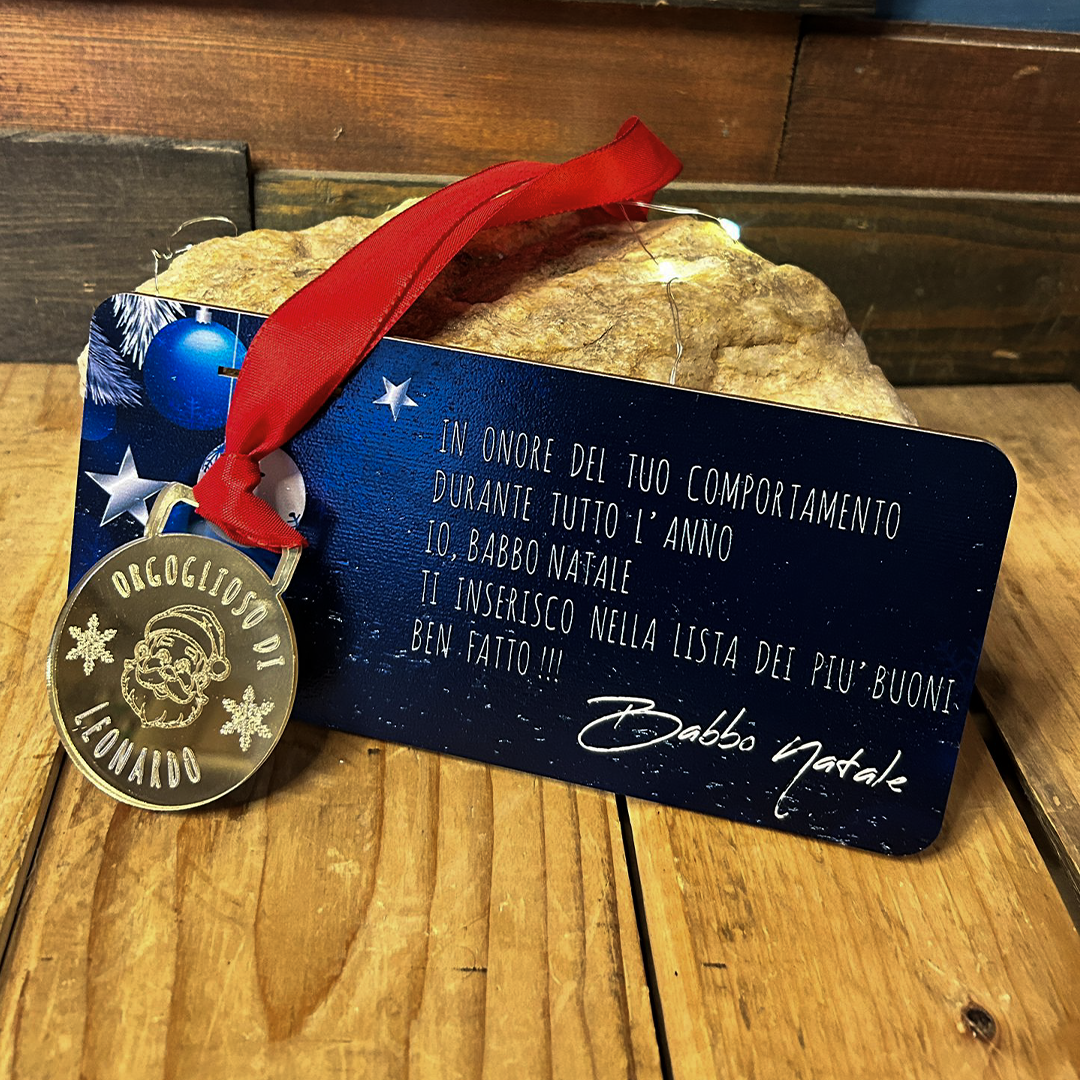 IN ONORE DEL TUO COMPORTAMENTO
DURANTE TUTTO L'ANNO
IO, BABBO NATALE
TI INSERISCO NELLA LISTA DEI PIU' BUONI
BEN FATTO !!!
Babbo Natale
ORGOGLIOSO DI
LEONARDO